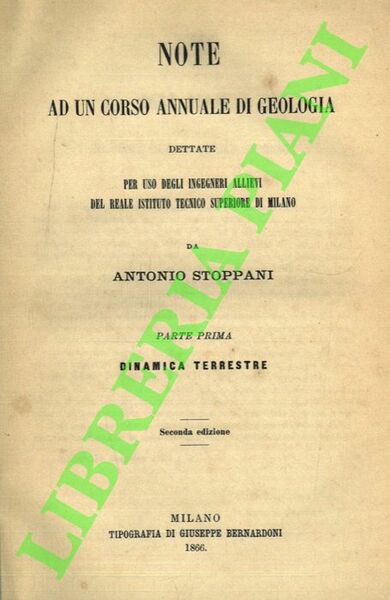 NOTE
AD UN CORSO ANNUALE DI GEOLOGIA
DETTATE
PER USO DEGLI INGEGNERI ALLIEVI
DEL REALE ISTITUTO TECNICO SUPERIORE DI MILANO
DA
ANTONIO STOPPANI
PARTE PRIMA
DINAMICA TERRESTRE
Seconda edizione
MILANO
TIPOGRAFIA DI GIUSEPPE BERNARDONI
1866.
LIBRERIA PIANI